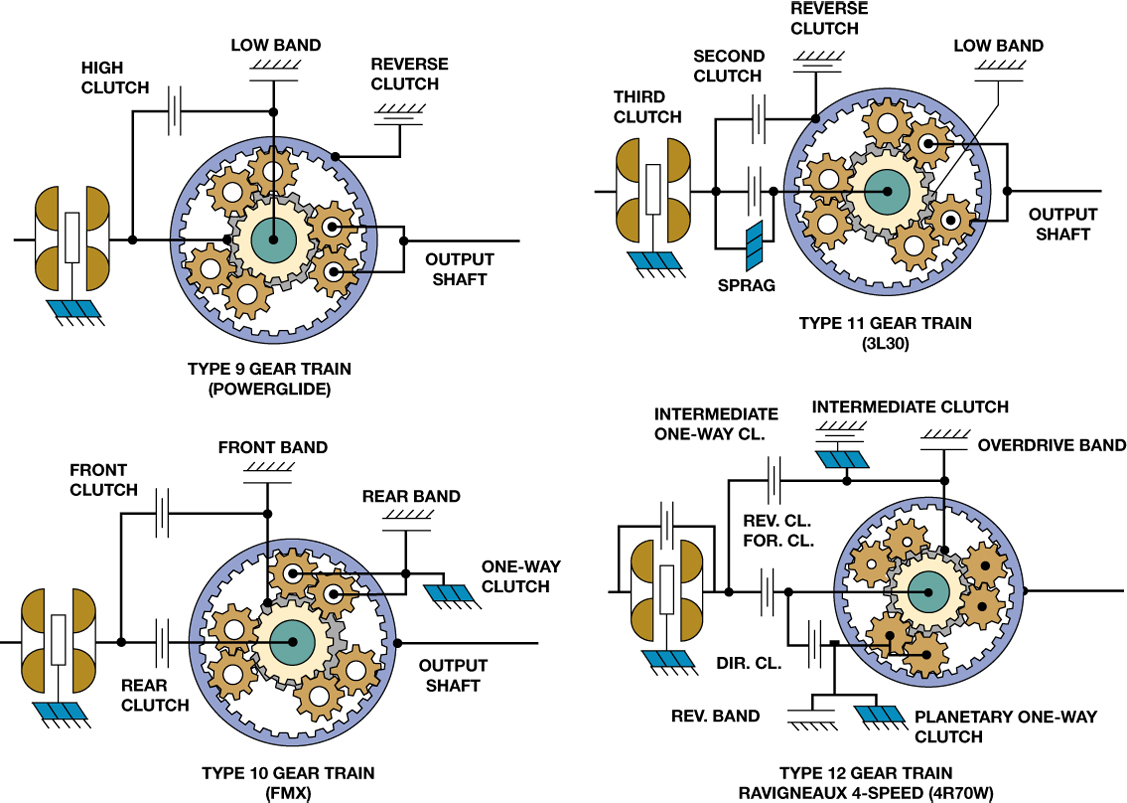 LOW BAND
HIGH
CLUTCH
REVERSE
CLUTCH
OUTPUT
SHAFT
TYPE 9 GEAR TRAIN
(POWERGLIDE)
REVERSE
CLUTCH
SECOND
CLUTCH
LOW BAND
THIRD
CLUTCH
SPRAG
OUTPUT
SHAFT
TYPE 11 GEAR TRAIN
(3L30)
FRONT BAND
FRONT
CLUTCH
REAR BAND
ONE-WAY
CLUTCH
REAR
CLUTCH
OUTPUT
SHAFT
TYPE 10 GEAR TRAIN
(FMX)
INTERMEDIATE
ONE-WAY CL.
INTERMEDIATE CLUTCH
OVERDRIVE BAND
REV. CL.
FOR. CL.
DIR. CL.
REV. BAND
PLANETARY ONE-WAY
CLUTCH
TYPE 12 GEAR TRAIN
RAVIGNEAUX 4-SPEED (4R70W)